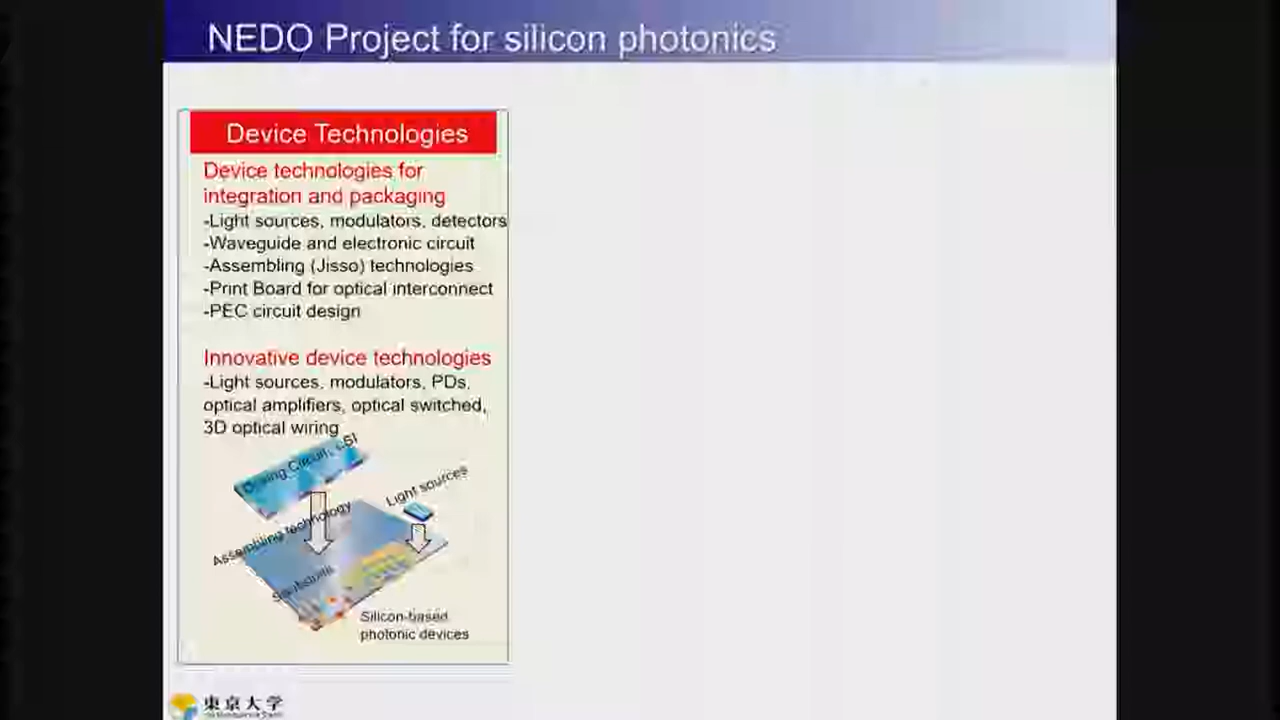 NEDO Project for silicon photonics
Device Technologies
Device technologies for
integration and packaging
-Light sources, modulators, detectors
-Waveguide and electronic circuit
-Assembling (Jisso) technologies
-Print Board for optical interconnect
-PEC circuit design
Innovative device technologies
-Light sources, modulators, PDs,
optical amplifiers, optical switched,
3D optical wiring
Circuit, LSI
Light sources
Assembling technology
Silicon-based
photonic devices
東京大学